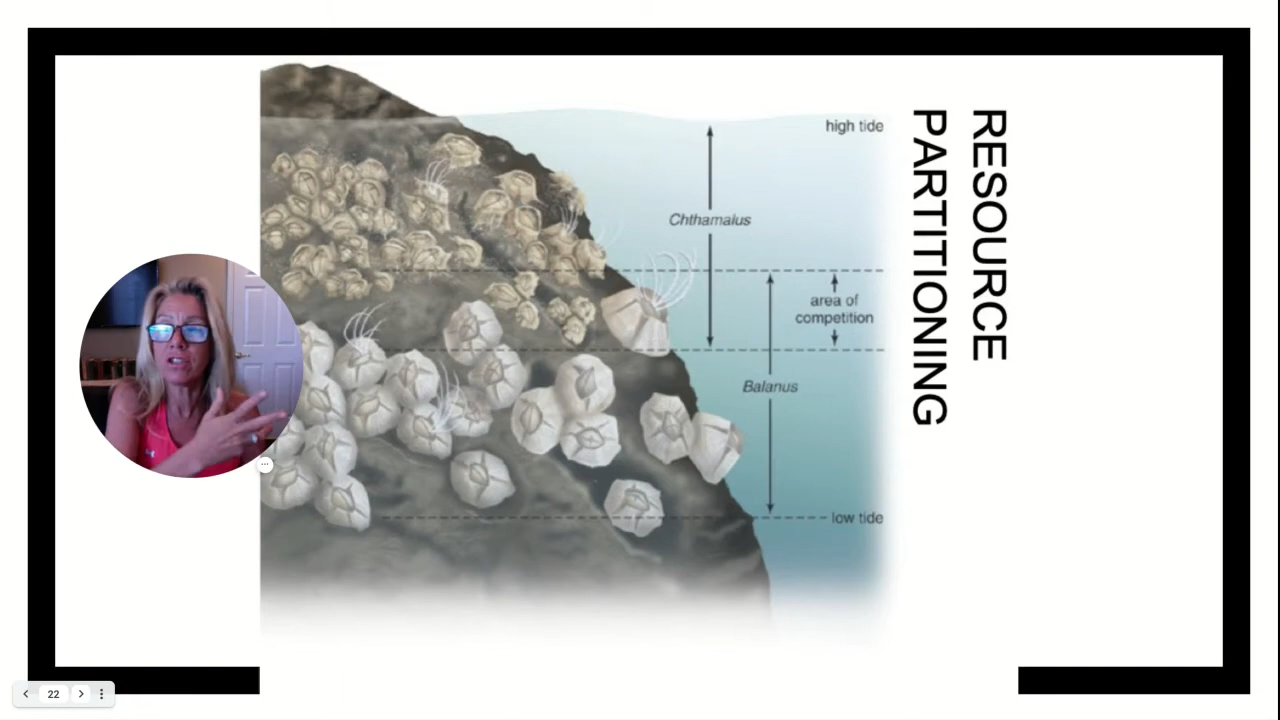 RESOURCE
PARTITIONING
high tide
Chthamalus
area of
competition
Balanus
low tide
22